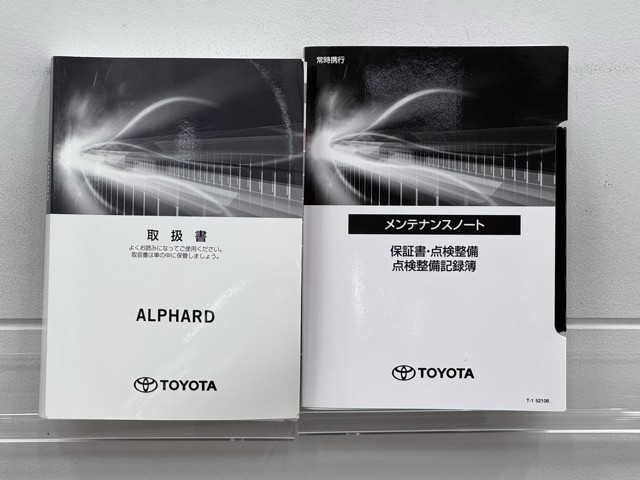 取扱書
よくお読みになってご使用ください。
取扱書は車の中に保管しましょう。
ALPHARD
TOYOTA
常時携行
メンテナンスノート
保証書・点検整備
点検整備記録簿
TOYOTA
T-1 52106